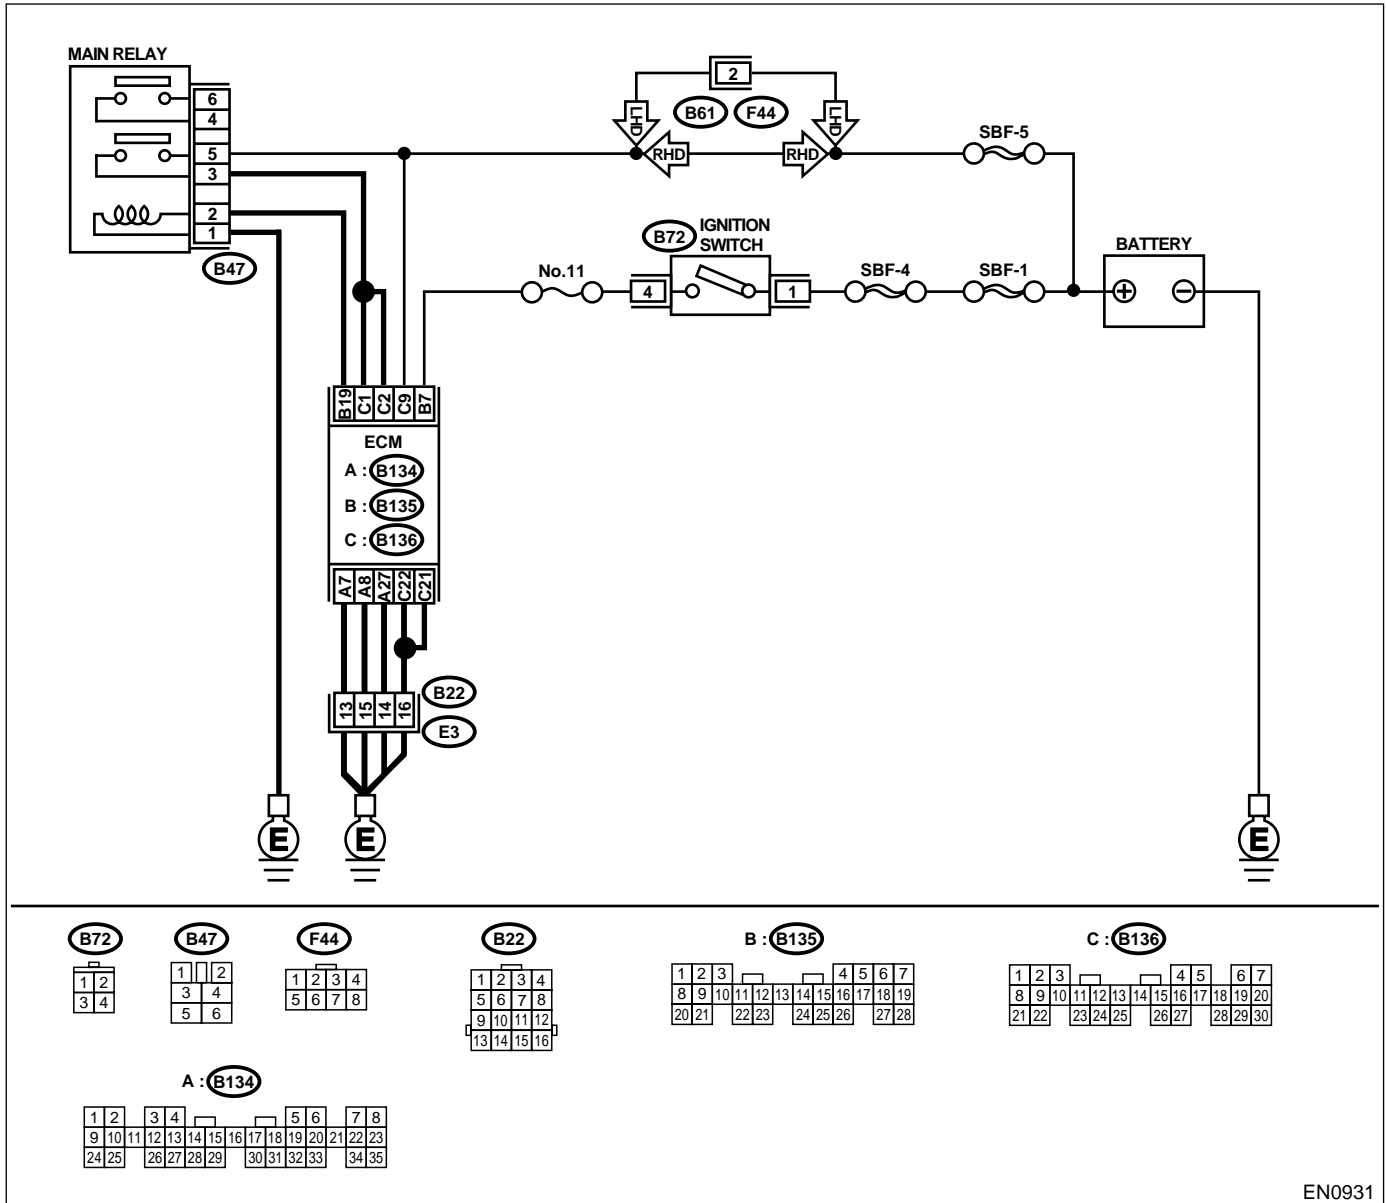 MAIN RELAY
6
4
5
3
2
1
B47
2
B61 F44
LHD LHD
RHD RHD
SBF-5
B72 IGNITION
SWITCH
No.11
4 1
SBF-4 SBF-1
BATTERY
+ −
B19 C1 C2 C9 B7
ECM
A : B134
B : B135
C : B136
A7 A8 A27 C22 C21
13 15 14 16
B22
E3
E E E
B72
1 2
3 4
B47
1 2
3 4
5 6
F44
1 2 3 4
5 6 7 8
B22
1 2 3 4
5 6 7 8
9 10 11 12
13 14 15 16
B : B135
1 2 3 4 5 6 7
8 9 10 11 12 13 14 15 16 17 18 19
20 21 22 23 24 25 26 27 28
C : B136
1 2 3 4 5 6 7
8 9 10 11 12 13 14 15 16 17 18 19 20
21 22 23 24 25 26 27 28 29 30
A : B134
1 2 3 4 5 6 7 8
9 10 11 12 13 14 15 16 17 18 19 20 21 22 23
24 25 26 27 28 29 30 31 32 33 34 35
EN0931